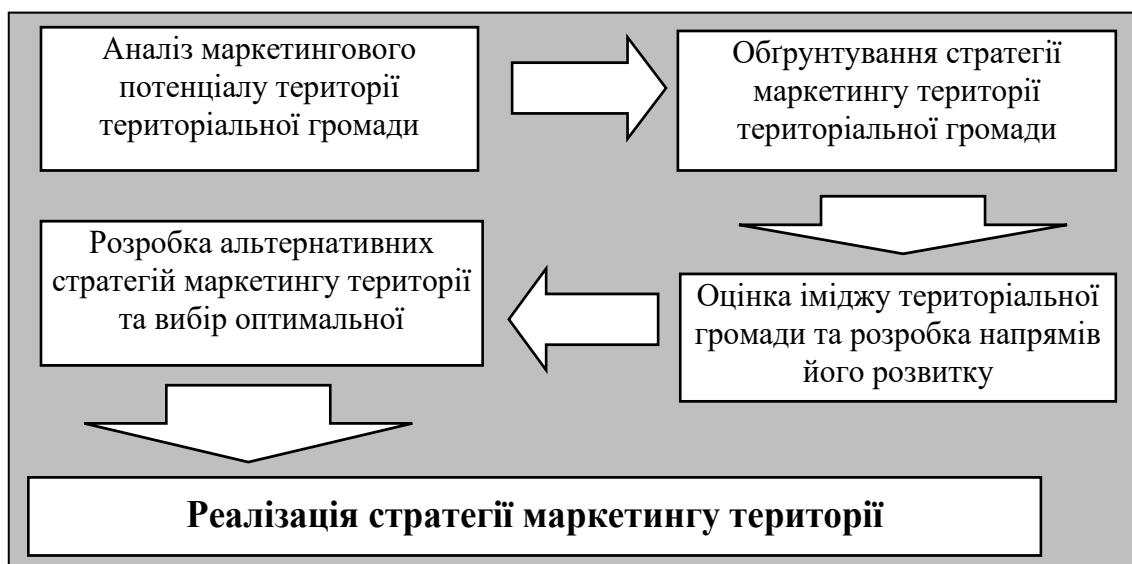 Аналіз маркетингового
потенціалу території
територіальної громади
Обґрунтування стратегії
маркетингу території
територіальної громади
Розробка альтернативних
стратегій маркетингу території
та вибір оптимальної
Оцінка іміджу територіальної
громади та розробка напрямів
його розвитку
Реалізація стратегії маркетингу території